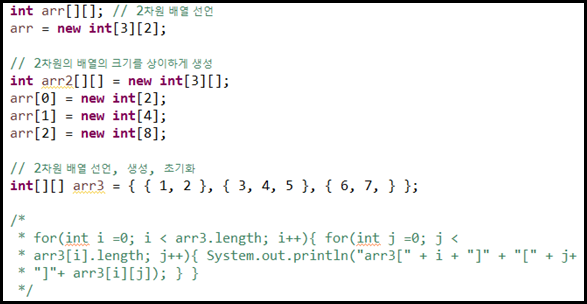 int arr[][]; // 2차원 배열 선언
arr = new int[3][2];
// 2차원의 배열의 크기를 상이하게 생성
int arr2[][] = new int[3][];
arr[0] = new int[2];
arr[1] = new int[4];
arr[2] = new int[8];
// 2차원 배열 선언, 생성, 초기화
int[][] arr3 = { { 1, 2 }, { 3, 4, 5 }, { 6, 7, } };
/*
* for(int i =0; i < arr3.length; i++){ for(int j =0; j <
* arr3[i].length; j++){ System.out.println("arr3[" + i + "]" + "[" + j+
* "]"+ arr3[i][j]); } }
*/